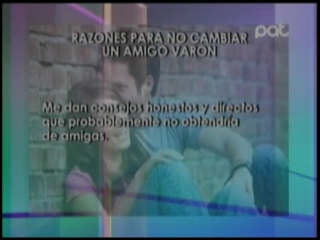 RAZONES PARA NO CAMBIAR
UN AMIGO VARÓN
pat
Me dan consejos honestos y directos
que probablemente no obtendría
de amigas.